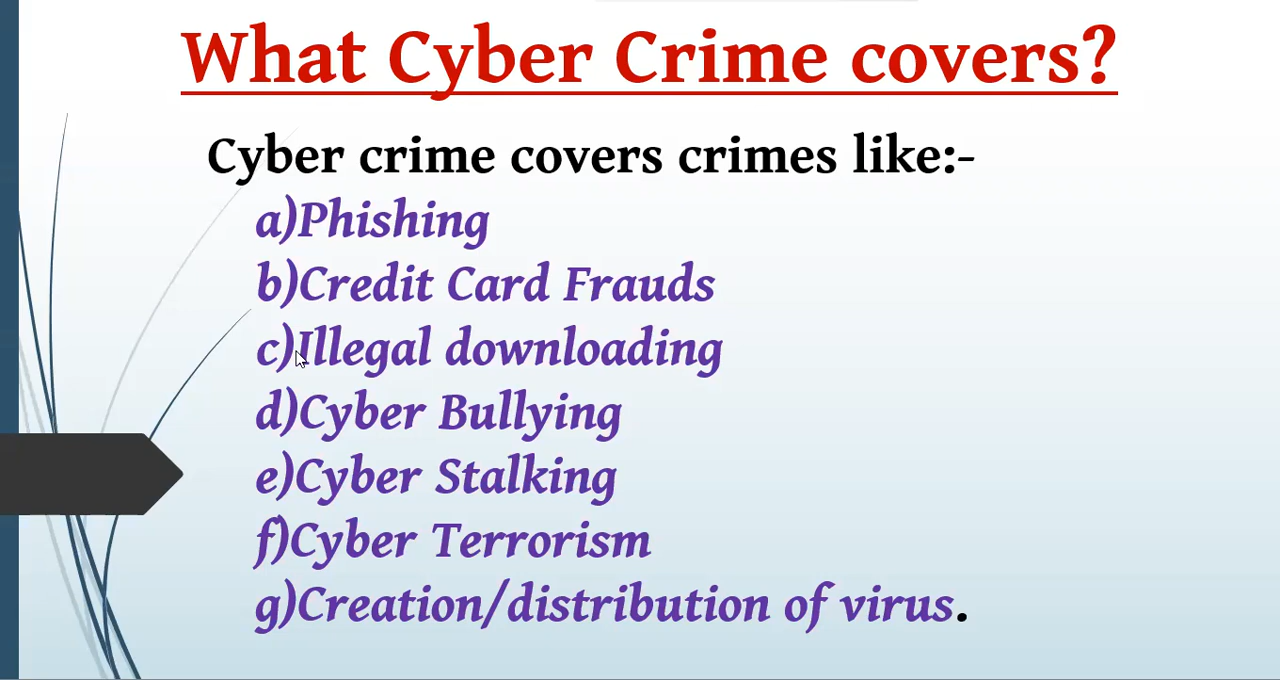 What Cyber Crime covers?
Cyber crime covers crimes like:-
a)Phishing
b)Credit Card Frauds
c)Illegal downloading
d)Cyber Bullying
e)Cyber Stalking
f)Cyber Terrorism
g)Creation/distribution of virus.